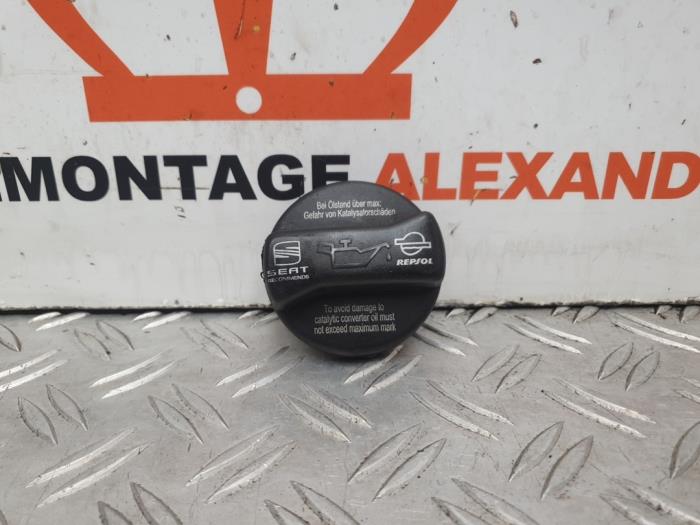 MONTAGE ALEXAND
Bei Ölstand über max:
Gefahr von Katalysatorschäden
SEAT
RECOMMENDS
REPSOL
To avoid damage to
catalytic converter oil must
not exceed maximum mark